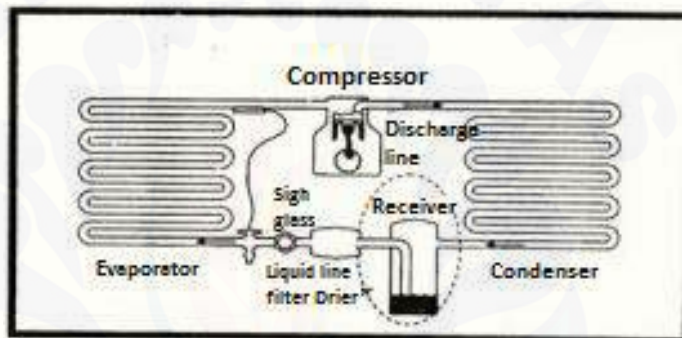 Compressor
Discharge
line
Sigh
glass
Receiver
Evaporator
Liquid line
filter Drier
Condenser